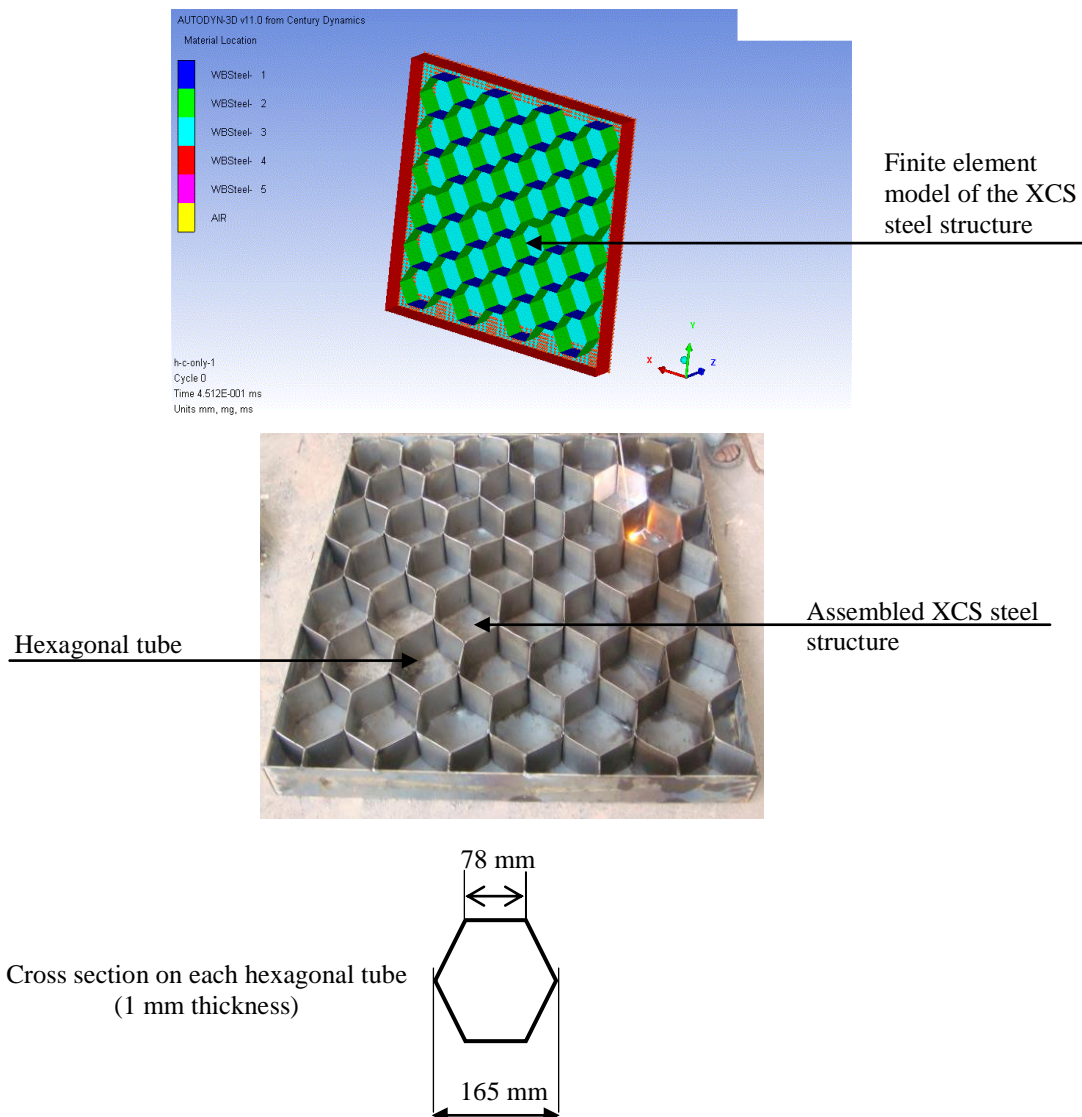 AUTODYN-3D v11.0 from Century Dynamics
Material Location
WBSteel- 1
WBSteel- 2
WBSteel- 3
WBSteel- 4
WBSteel- 5
AIR
Finite element
model of the XCS
steel structure
Y
X
Z
h-c-only-1
Cycle 0
Time 4.512E-001 ms
Units mm, mg, ms
Assembled XCS steel
structure
Hexagonal tube
78 mm
Cross section on each hexagonal tube
(1 mm thickness)
165 mm